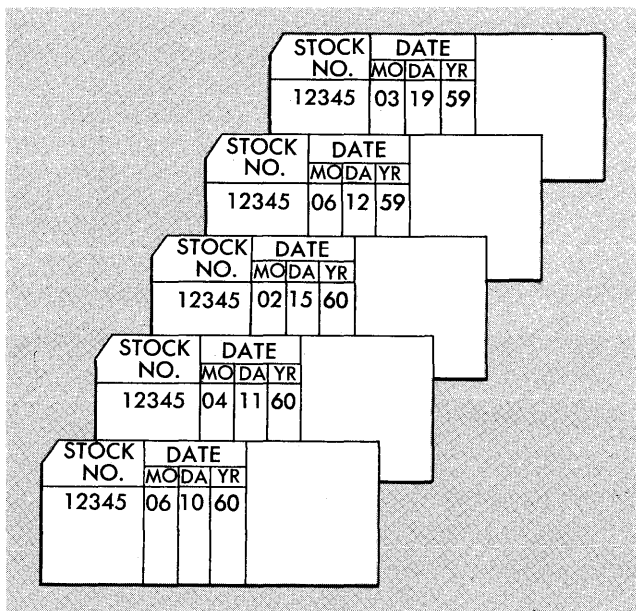 STOCK NO. DATE
MO DA YR
12345 03 19 59
STOCK NO. DATE
MO DA YR
12345 06 12 59
STOCK NO. DATE
MO DA YR
12345 02 15 60
STOCK NO. DATE
MO DA YR
12345 04 11 60
STOCK NO. DATE
MO DA YR
12345 06 10 60